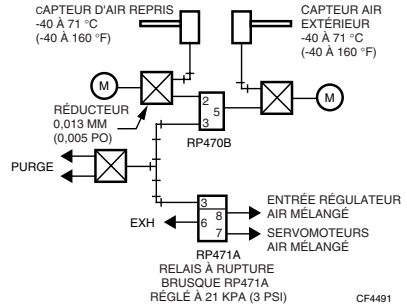 CAPTEUR D'AIR REPRIS
-40 À 71 °C
(-40 À 160 °F)
CAPTEUR AIR
EXTÉRIEUR
-40 À 71 °C
(-40 À 160 °F)
M
M
RÉDUCTEUR
0,013 MM
(0,005 PO)
2
5
3
RP470B
PURGE
3
8
6
7
EXH
ENTRÉE RÉGULATEUR
AIR MÉLANGÉ
SERVOMOTEURS
AIR MÉLANGÉ
RP471A
RELAIS À RUPTURE
BRUSQUE RP471A
RÉGLÉ À 21 KPA (3 PSI)
CF4491